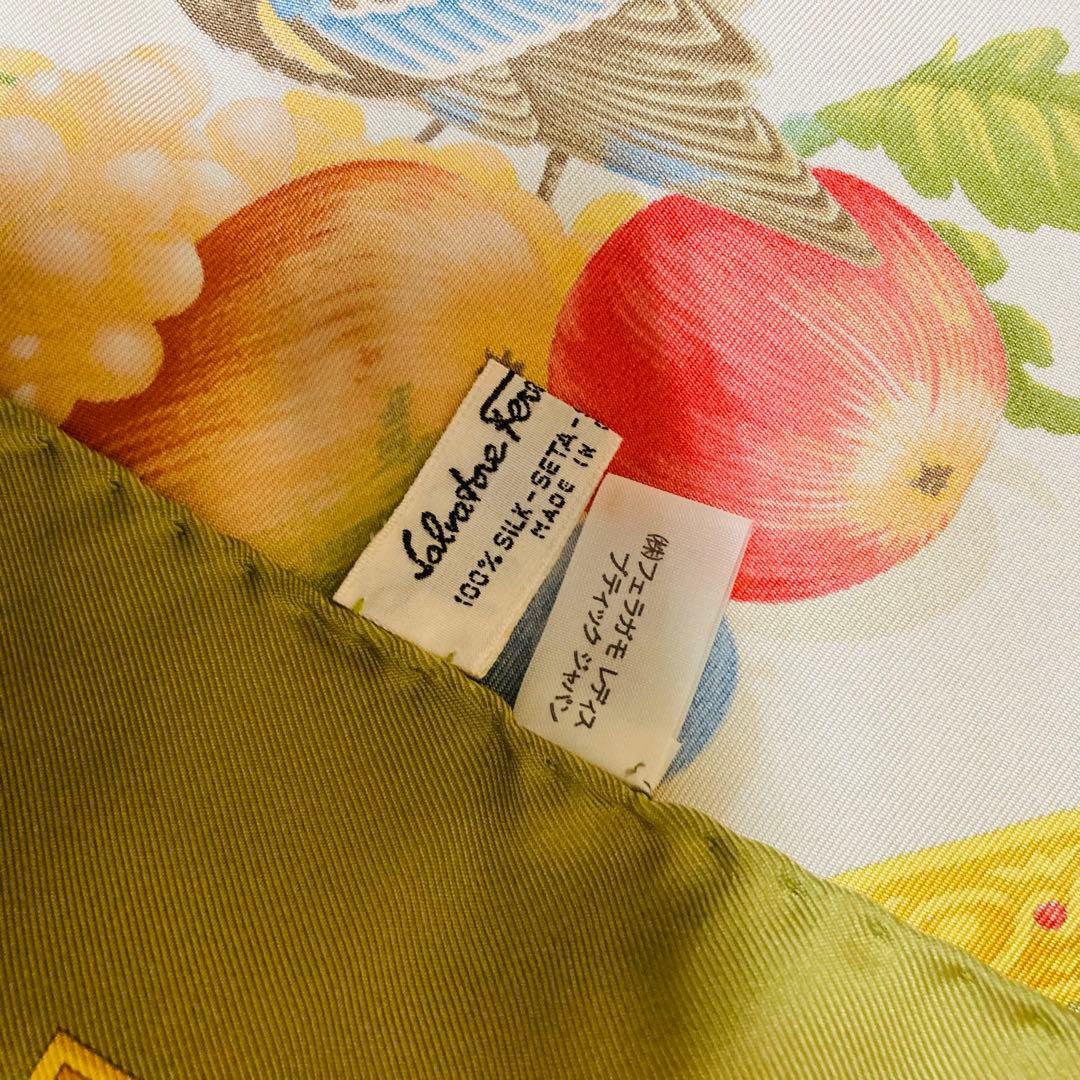 Salvatore Ferr
100% SILK-SETA-
MADE IN
㈱フェラガモ レディス
ブティック ジャパン